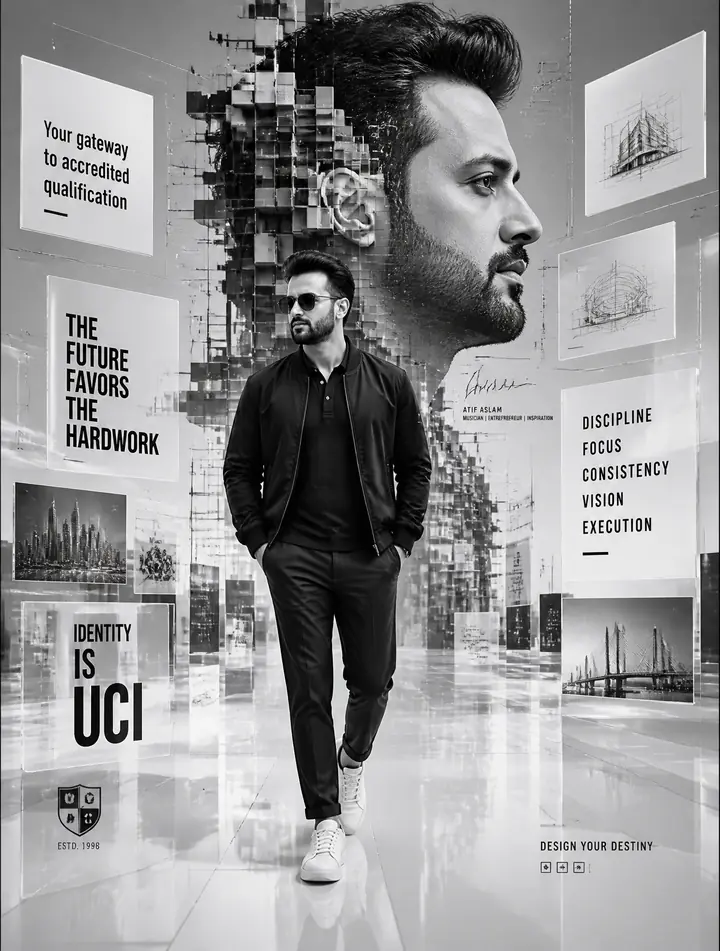 Your gateway
to accredited
qualification
THE
FUTURE
FAVORS
THE
HARDWORK
IDENTITY
IS
UCI
ESTD. 1998
ATIF ASLAM
MUSICIAN | ENTREPREREUR | INSPIRATION
DISCIPLINE
FOCUS
CONSISTENCY
VISION
EXECUTION
DESIGN YOUR DESTINY